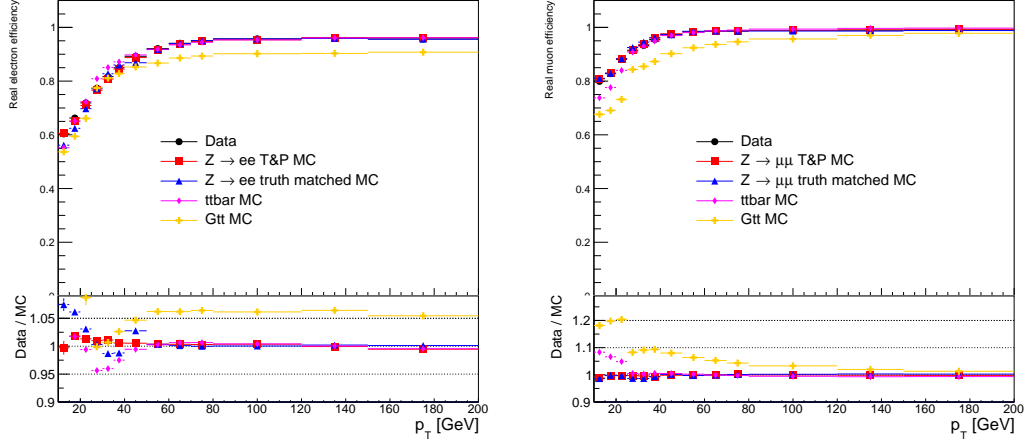 Real electron efficiency
1
0.8
0.6
0.4
0.2
0
Data
Z → ee T&P MC
Z → ee truth matched MC
ttbar MC
Gtt MC
Data / MC
1.05
1
0.95
0.9
20 40 60 80 100 120 140 160 180 200
p_T [GeV]
Real muon efficiency
1
0.8
0.6
0.4
0.2
0
Data
Z → μμ T&P MC
Z → μμ truth matched MC
ttbar MC
Gtt MC
Data / MC
1.2
1.1
1
0.9
20 40 60 80 100 120 140 160 180 200
p_T [GeV]